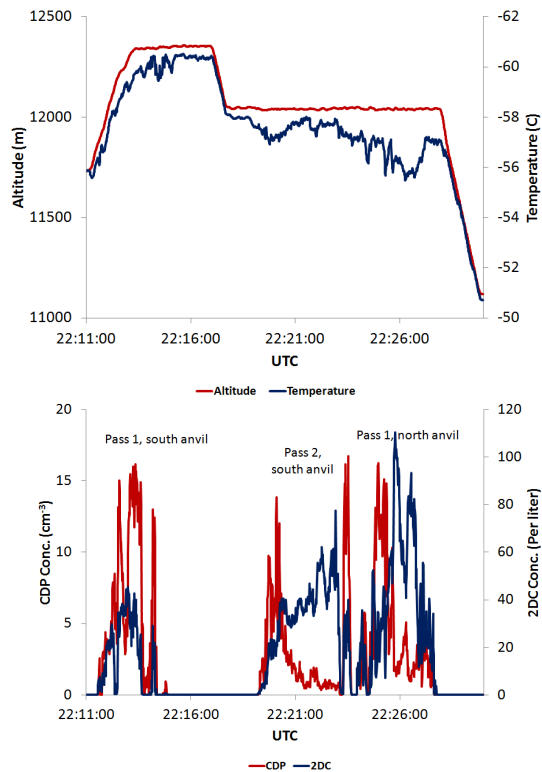 12500
12000
11500
11000
Altitude [m]
-62
-60
-58
-56
-54
-52
-50
Temperature (C)
22:11:00 22:16:00 22:21:00 22:26:00
UTC
Altitude Temperature
20
15
10
5
0
CDP Conc. (cm-3)
120
100
80
60
40
20
0
2DC Conc. (Per liter)
Pass 1, south anvil
Pass 2,
south anvil
Pass 1, north anvil
22:11:00 22:16:00 22:21:00 22:26:00
UTC
CDP 2DC